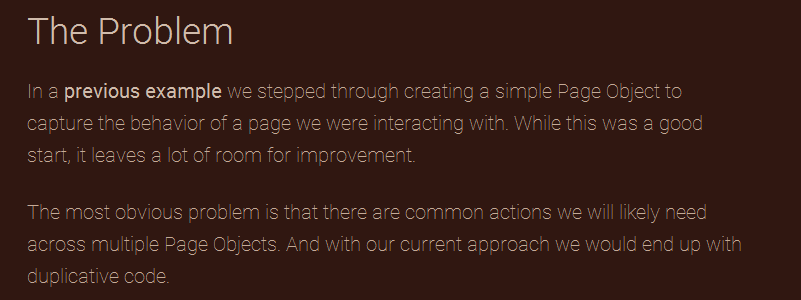 The Problem
In a previous example we stepped through creating a simple Page Object to
capture the behavior of a page we were interacting with. While this was a good
start, it leaves a lot of room for improvement.
The most obvious problem is that there are common actions we will likely need
across multiple Page Objects. And with our current approach we would end up with
duplicative code.